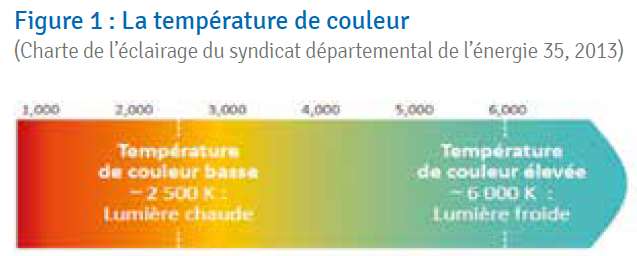 Figure 1 : La température de couleur
(Charte de l’éclairage du syndicat départemental de l’énergie 35, 2013)
1,000 2,000 3,000 4,000 5,000 6,000
Température
de couleur basse
~ 2 500 K :
Lumière chaude
Température
de couleur élevée
~ 6 000 K :
Lumière froide